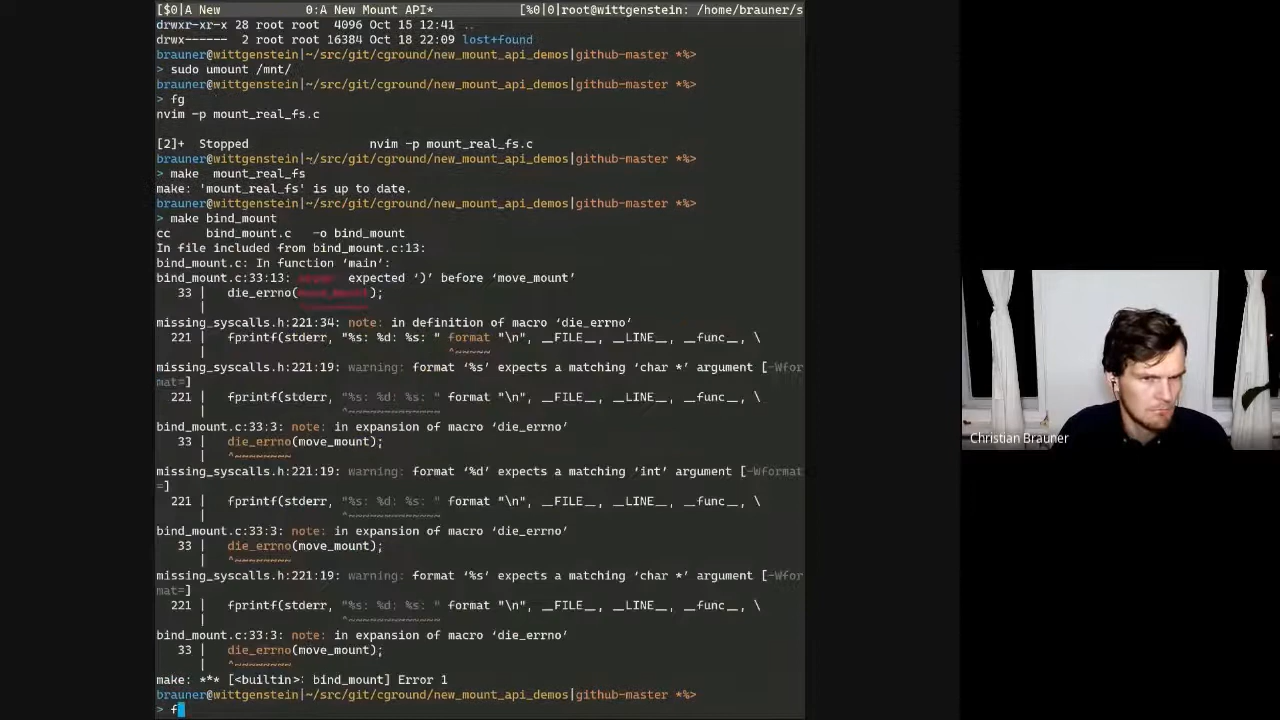 [$0|A New 0:A New Mount API* [%0|0|root@wittgenstein: /home/brauner/s
drwxr-xr-x 28 root root 4096 Oct 15 12:41 ..
drwx------ 2 root root 16384 Oct 18 22:09 lost+found
brauner@wittgenstein|~/src/git/cground/new_mount_api_demos|github-master *%>
> sudo umount /mnt/
brauner@wittgenstein|~/src/git/cground/new_mount_api_demos|github-master *%>
> fg
nvim -p mount_real_fs.c
[2]+ Stopped nvim -p mount_real_fs.c
brauner@wittgenstein|~/src/git/cground/new_mount_api_demos|github-master *%>
> make mount_real_fs
make: 'mount_real_fs' is up to date.
brauner@wittgenstein|~/src/git/cground/new_mount_api_demos|github-master *%>
> make bind_mount
cc bind_mount.c -o bind_mount
In file included from bind_mount.c:13:
bind_mount.c: In function ‘main’:
bind_mount.c:33:13: expected ‘)’ before ‘move_mount’
33 | die_errno( );
|
missing_syscalls.h:221:34: note: in definition of macro ‘die_errno’
221 | fprintf(stderr, "%s: %d: %s: " format "\n", __FILE__, __LINE__, __func__, \
| ^~~~~~
missing_syscalls.h:221:19: warning: format ‘%s’ expects a matching ‘char *’ argument [-Wfor
mat=]
221 | fprintf(stderr, "%s: %d: %s: " format "\n", __FILE__, __LINE__, __func__, \
| ^~~~~~~~~~~~~~
bind_mount.c:33:3: note: in expansion of macro ‘die_errno’
33 | die_errno(move_mount);
| ^~~~~~~~~
missing_syscalls.h:221:19: warning: format ‘%d’ expects a matching ‘int’ argument [-Wformat
=]
221 | fprintf(stderr, "%s: %d: %s: " format "\n", __FILE__, __LINE__, __func__, \
| ^~~~~~~~~~~~~~
bind_mount.c:33:3: note: in expansion of macro ‘die_errno’
33 | die_errno(move_mount);
| ^~~~~~~~~
missing_syscalls.h:221:19: warning: format ‘%s’ expects a matching ‘char *’ argument [-Wfor
mat=]
221 | fprintf(stderr, "%s: %d: %s: " format "\n", __FILE__, __LINE__, __func__, \
| ^~~~~~~~~~~~~~
bind_mount.c:33:3: note: in expansion of macro ‘die_errno’
33 | die_errno(move_mount);
| ^~~~~~~~~
make: *** [<builtin>: bind_mount] Error 1
brauner@wittgenstein|~/src/git/cground/new_mount_api_demos|github-master *%>
> f
Christian Brauner